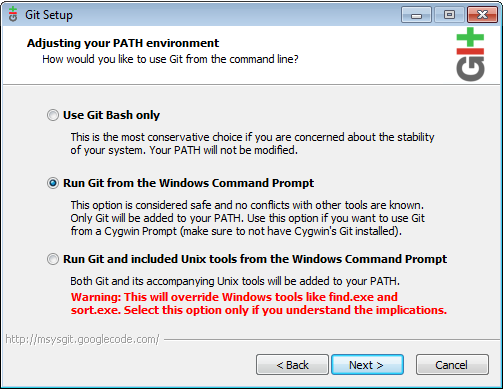 Git Setup
Adjusting your PATH environment
How would you like to use Git from the command line?
Use Git Bash only
This is the most conservative choice if you are concerned about the stability
of your system. Your PATH will not be modified.
Run Git from the Windows Command Prompt
This option is considered safe and no conflicts with other tools are known.
Only Git will be added to your PATH. Use this option if you want to use Git
from a Cygwin Prompt (make sure to not have Cygwin's Git installed).
Run Git and included Unix tools from the Windows Command Prompt
Both Git and its accompanying Unix tools will be added to your PATH.
Warning: This will override Windows tools like find.exe and
sort.exe. Select this option only if you understand the implications.
http://msysgit.googlecode.com/
< Back
Next >
Cancel